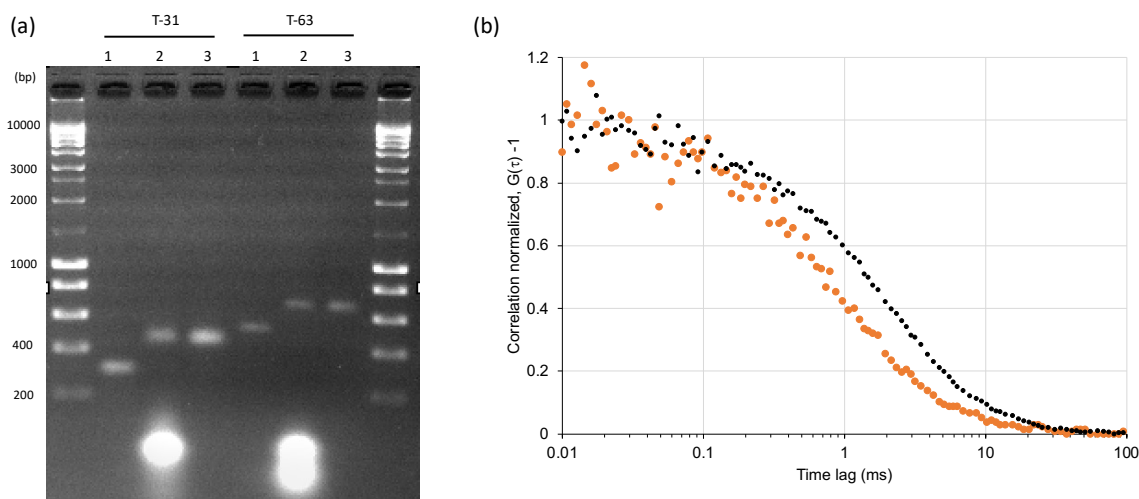 (a)
T-31 T-63
1 2 3 1 2 3
(bp)
10000
3000
2000
1000
400
200
(b)
1.2
1
0.8
0.6
0.4
0.2
0
Correlation normalized, G(τ) -1
0.01 0.1 1 10 100
Time lag (ms)